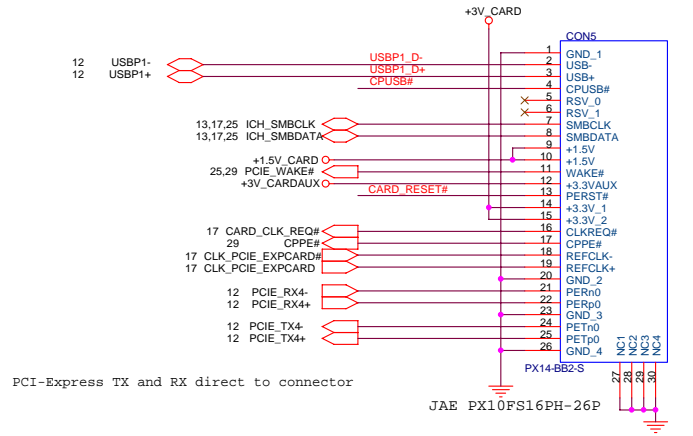 +3V_CARD
CON5
1 GND_1
12 USBP1- USBP1_D- 2 USB-
12 USBP1+ USBP1_D+ 3 USB+
CPUSB# 4 CPUSB#
5 RSV_0
6 RSV_1
13,17,25 ICH_SMBCLK 7 SMBCLK
13,17,25 ICH_SMBDATA 8 SMBDATA
9 +1.5V
+1.5V_CARD 10 +1.5V
25,29 PCIE_WAKE# 11 WAKE#
+3V_CARDAUX 12 +3.3VAUX
CARD_RESET# 13 PERST#
14 +3.3V_1
15 +3.3V_2
17 CARD_CLK_REQ# 16 CLKREQ#
29 CPPE# 17 CPPE#
17 CLK_PCIE_EXPCARD# 18 REFCLK-
17 CLK_PCIE_EXPCARD 19 REFCLK+
20 GND_2
12 PCIE_RX4- 21 PERn0
12 PCIE_RX4+ 22 PERp0
23 GND_3
12 PCIE_TX4- 24 PETn0
12 PCIE_TX4+ 25 PETp0
26 GND_4
NC1 NC2 NC3 NC4
27 28 29 30
PX14-BB2-S
PCI-Express TX and RX direct to connector
JAE PX10FS16PH-26P